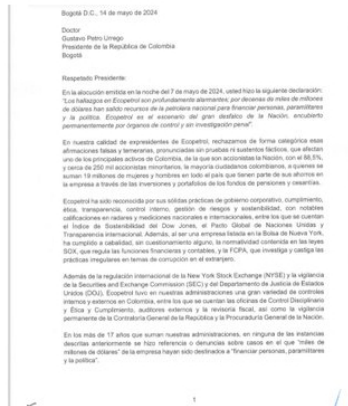 Bogotá D.C., 14 de mayo de 2024
Doctor
Gustavo Petro Urrego
Presidente de la República de Colombia
Bogotá
Respetado Presidente:
En la alocución emitida en la noche del 7 de mayo de 2024, usted hizo la siguiente declaración:
"Los hallazgos en Ecopetrol son profundamente alarmantes; por decenas de miles de millones
de dólares han salido recursos de la petrolera nacional para financiar personas, paramilitares
y la política. Ecopetrol es el escenario del gran desfalco de la Nación, encubierto
permanentemente por órganos de control y sin investigación penal".
En nuestra calidad de expresidentes de Ecopetrol, rechazamos de forma categórica esas
afirmaciones falsas y temerarias, pronunciadas sin pruebas ni sustentos fácticos, que afectan
uno de los principales activos de Colombia, de la que son accionistas la Nación, con el 88,5%,
y cerca de 250 mil accionistas minoritarios, la mayoría ciudadanos colombianos, a quienes se
suman 19 millones de mujeres y hombres en todo el país que tienen parte de sus ahorros en
la empresa a través de las inversiones y portafolios de los fondos de pensiones y cesantías.
Ecopetrol ha sido reconocida por sus sólidas prácticas de gobierno corporativo, cumplimiento,
ética, transparencia, control interno, gestión de riesgos y sostenibilidad, con notables
calificaciones en radares y mediciones nacionales e internacionales, entre los que se cuentan
el Índice de Sostenibilidad del Dow Jones, el Pacto Global de Naciones Unidas y
Transparencia Internacional. Además, al ser una empresa listada en la Bolsa de Nueva York,
ha cumplido a cabalidad, sin cuestionamiento alguno, la normatividad contenida en las leyes
SOX, que regula las funciones financieras y contables, y la FCPA, que investiga y castiga las
prácticas irregulares en temas de corrupción en el extranjero.
Además de la regulación internacional de la New York Stock Exchange (NYSE) y la vigilancia
de la Securities and Exchange Commission (SEC) y del Departamento de Justicia de Estados
Unidos (DOJ), Ecopetrol tuvo en nuestras administraciones una gran variedad de controles
internos y externos en Colombia, entre los que se cuentan las oficinas de Control Disciplinario
y Ética y Cumplimiento, auditores externos y la revisoría fiscal, así como la vigilancia
permanente de la Contraloría General de la República y la Procuraduría General de la Nación.
En los más de 17 años que suman nuestras administraciones, en ninguna de las instancias
descritas anteriormente se hizo referencia o denuncias sobre casos en el que "miles de
millones de dólares" de la empresa hayan sido destinados a "financiar personas, paramilitares
y la política".
1